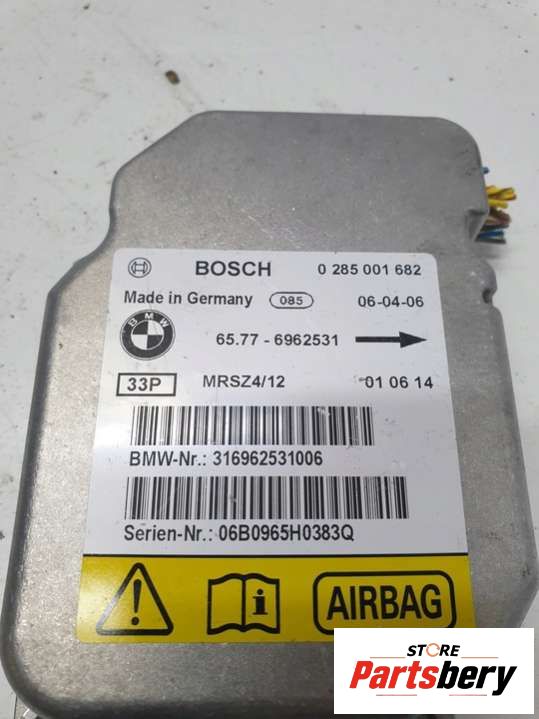 BOSCH 0 285 001 682
Made in Germany 085 06-04-06
BMW
65.77 - 6962531
33P MRSZ4/12 01 06 14
BMW-Nr.: 316962531006
Serien-Nr.: 06B0965H0383Q
AIRBAG
STORE
Partsbery